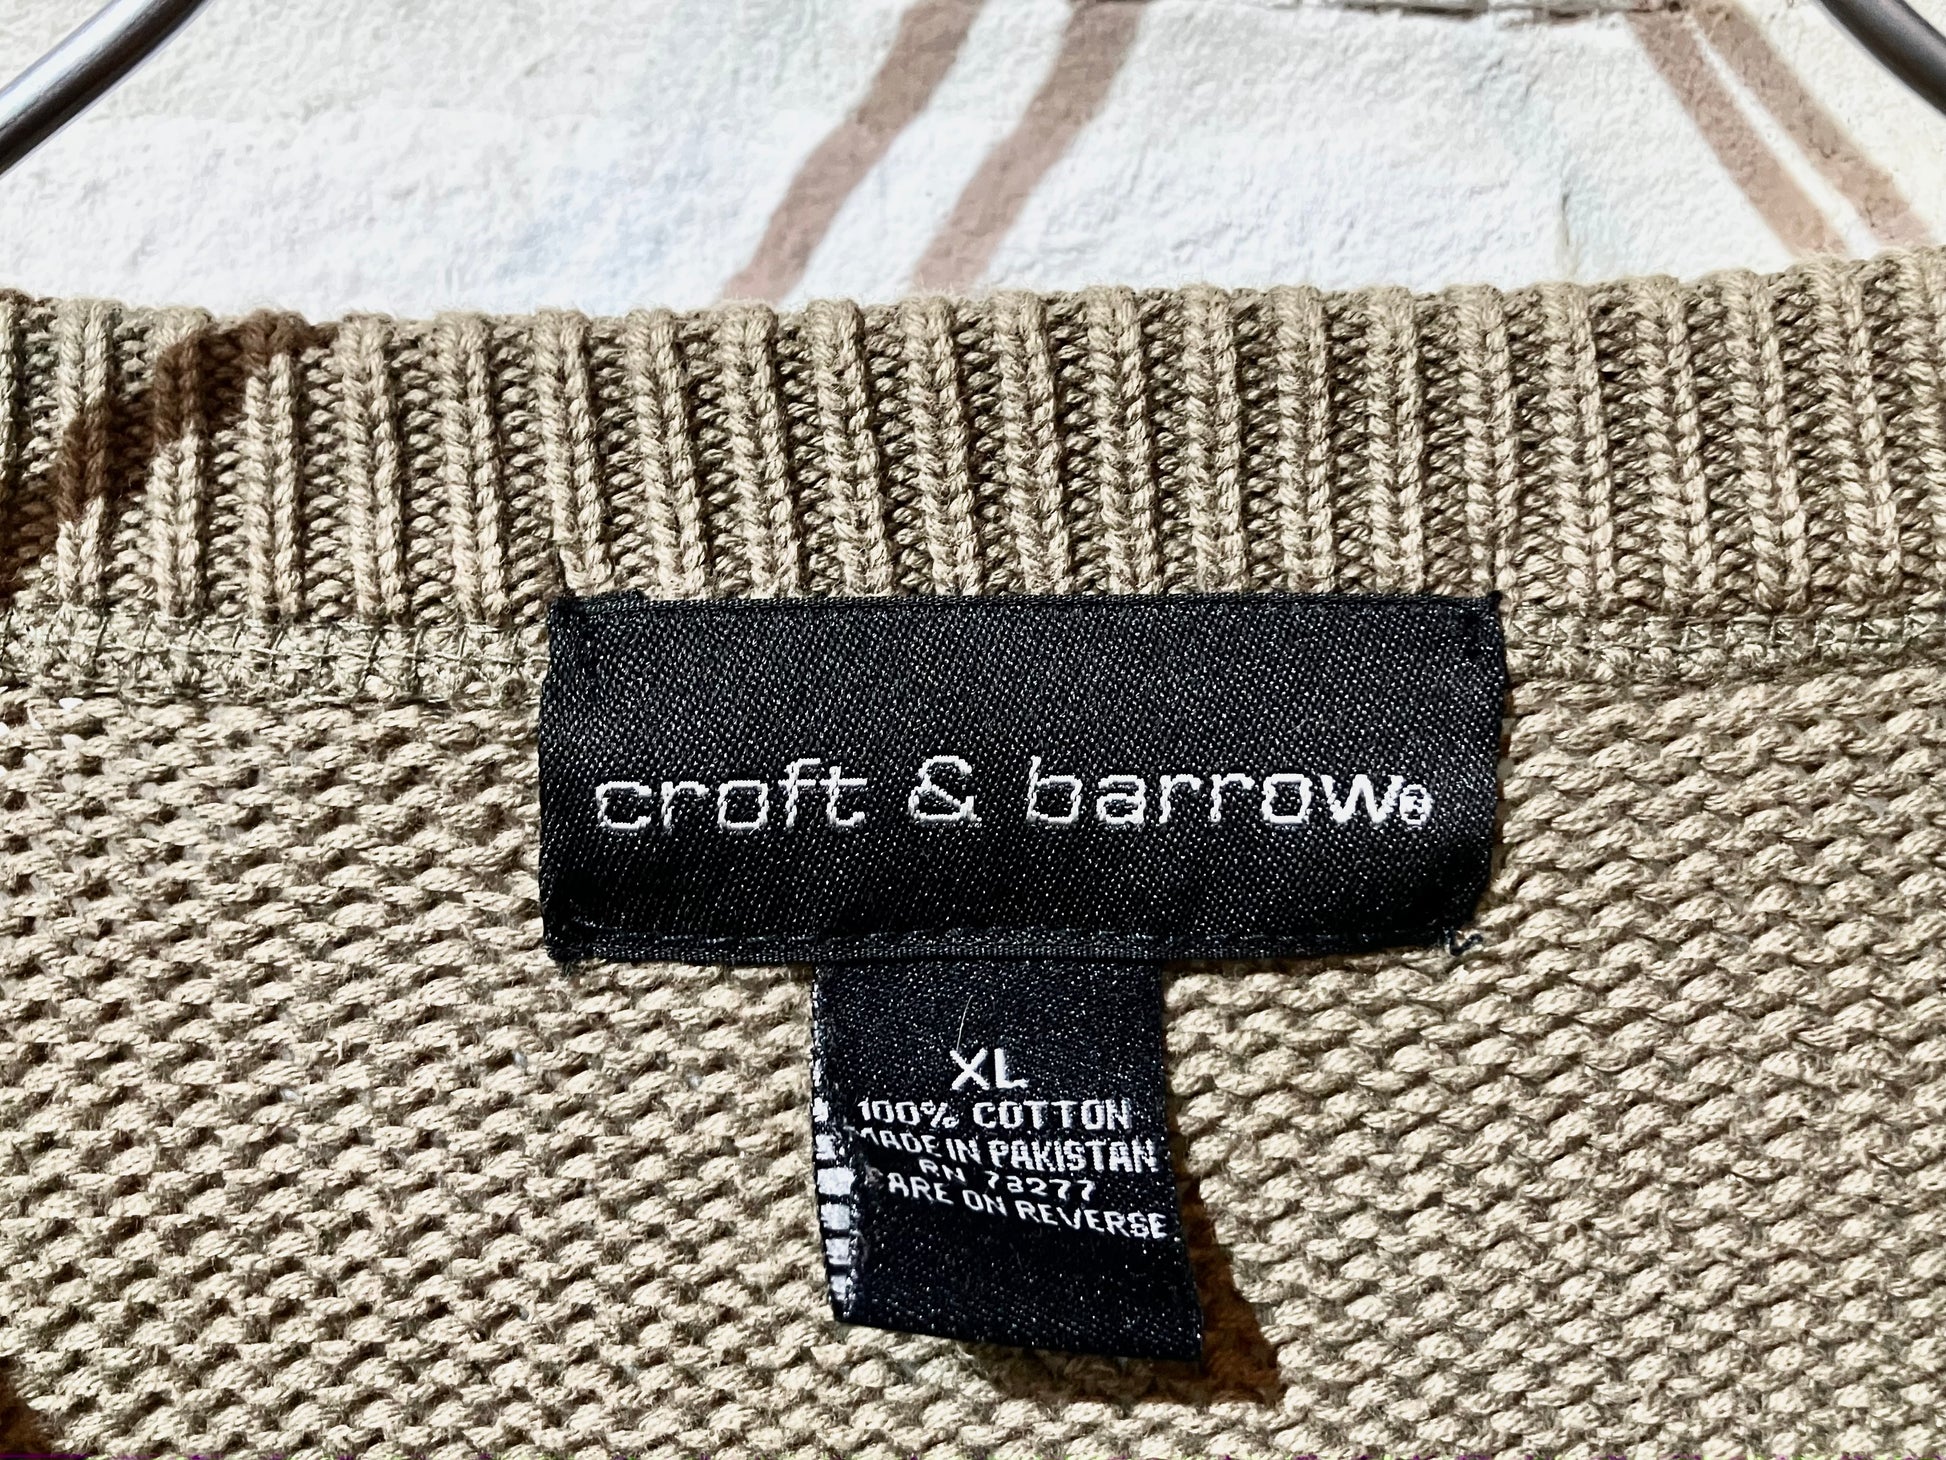 croft & barrow®
XL
100% COTTON
MADE IN PAKISTAN
RN 73277
CARE ON REVERSE